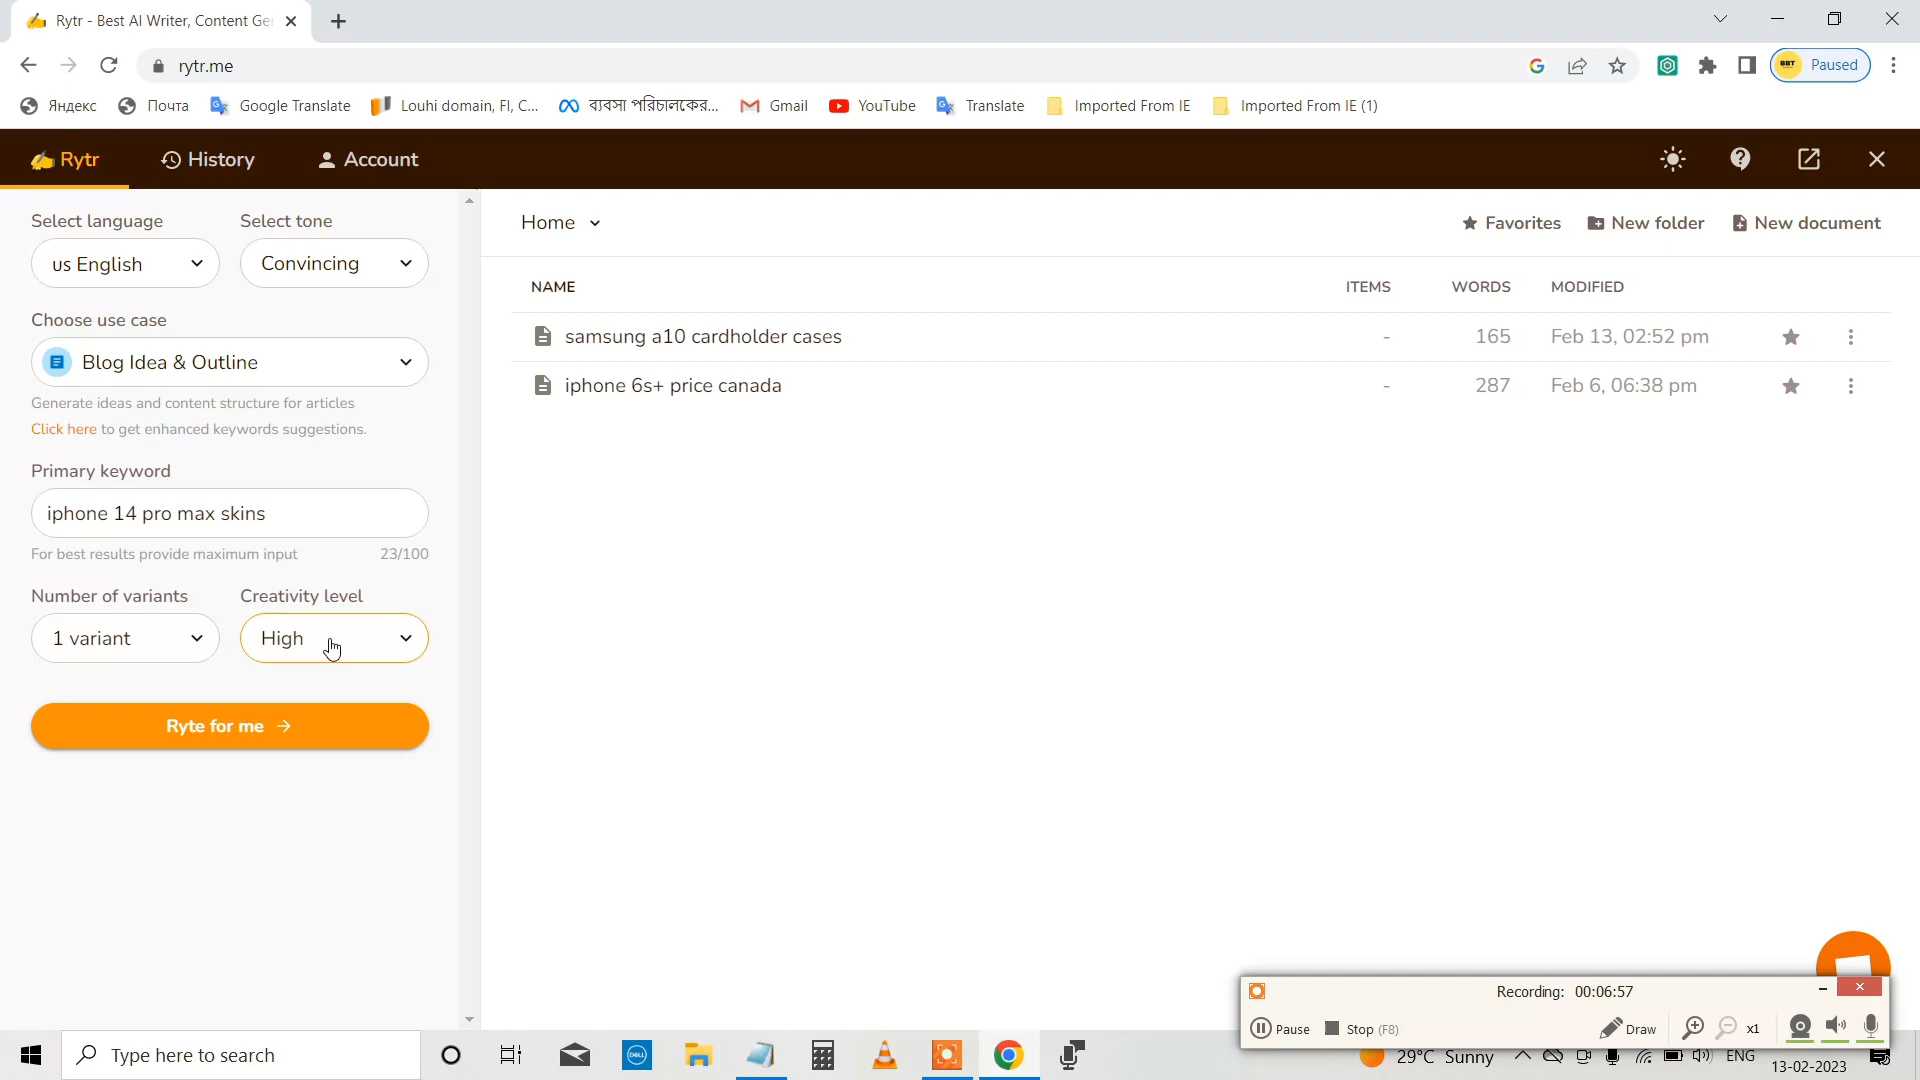 Rytr - Best AI Writer, Content Ge
rytr.me
BBT Paused
Яндекс
Почта
Google Translate
Louhi domain, FI, C...
ব্যবসা পরিচালকের...
Gmail
YouTube
Translate
Imported From IE
Imported From IE (1)
Rytr
History
Account
Select language
Select tone
us English
Convincing
Choose use case
Blog Idea & Outline
Generate ideas and content structure for articles
Click here to get enhanced keywords suggestions.
Primary keyword
iphone 14 pro max skins
For best results provide maximum input 23/100
Number of variants
Creativity level
1 variant
High
Ryte for me
Home
Favorites
New folder
New document
NAME ITEMS WORDS MODIFIED
samsung a10 cardholder cases - 165 Feb 13, 02:52 pm
iphone 6s+ price canada - 287 Feb 6, 06:38 pm
Recording: 00:06:57
Pause
Stop (F8)
Draw
x1
Type here to search
DELL
29°C Sunny
ENG
13-02-2023